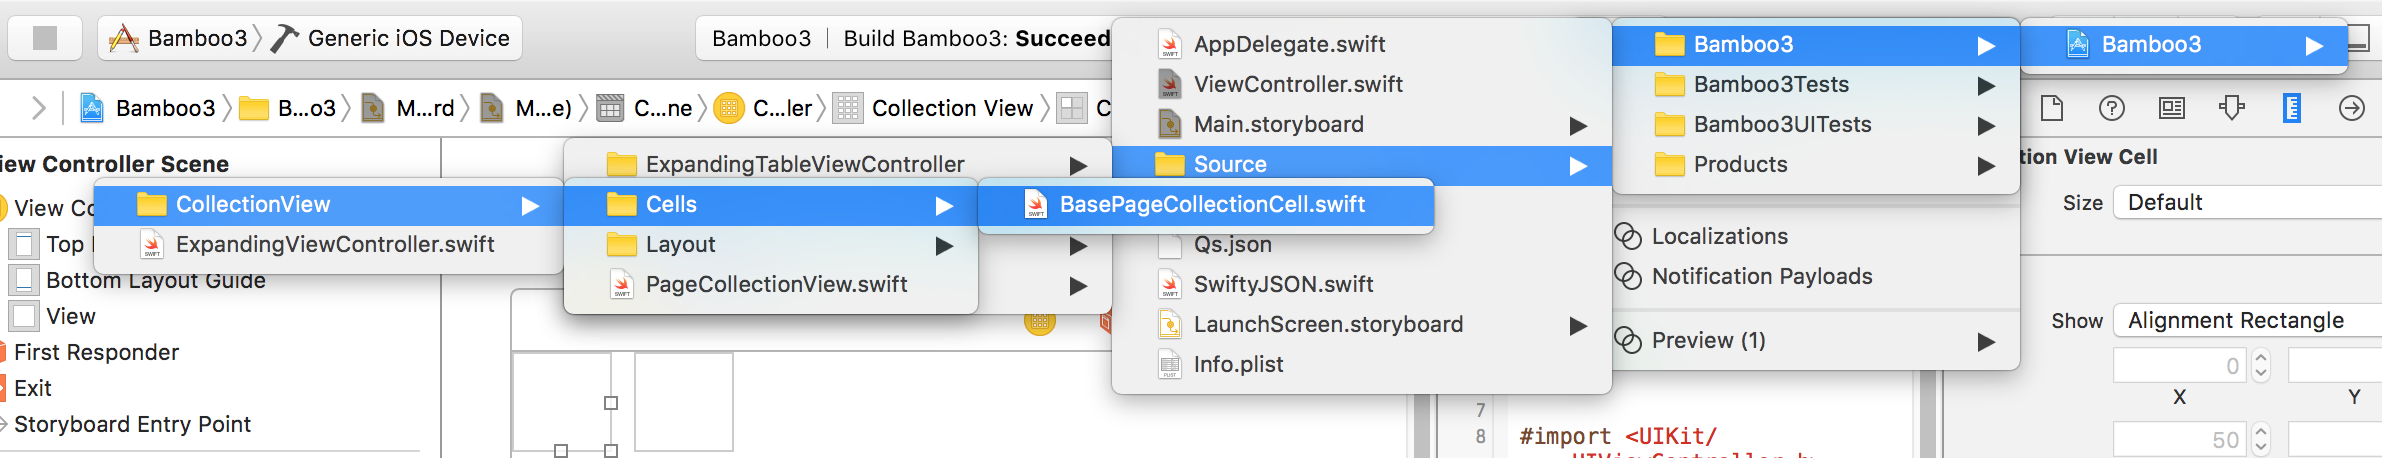 Bamboo3
Generic iOS Device
Bamboo3 | Build Bamboo3: Succeed
Bamboo3
B...o3
M...rd
M...e)
C...ne
C...ler
Collection View
C
AppDelegate.swift
ViewController.swift
Main.storyboard
Source
Qs.json
SwiftyJSON.swift
LaunchScreen.storyboard
Info.plist
Bamboo3
Bamboo3Tests
Bamboo3UITests
Products
Bamboo3
Localizations
Notification Payloads
Preview (1)
ExpandingTableViewController
Cells
Layout
PageCollectionView.swift
BasePageCollectionCell.swift
CollectionView
ExpandingViewController.swift
iew Controller Scene
View Co
Top
Bottom Layout Guide
View
First Responder
Exit
Storyboard Entry Point
tion View Cell
Size
Default
Show
Alignment Rectangle
0
X
Y
50
7
8
#import <UIKit/